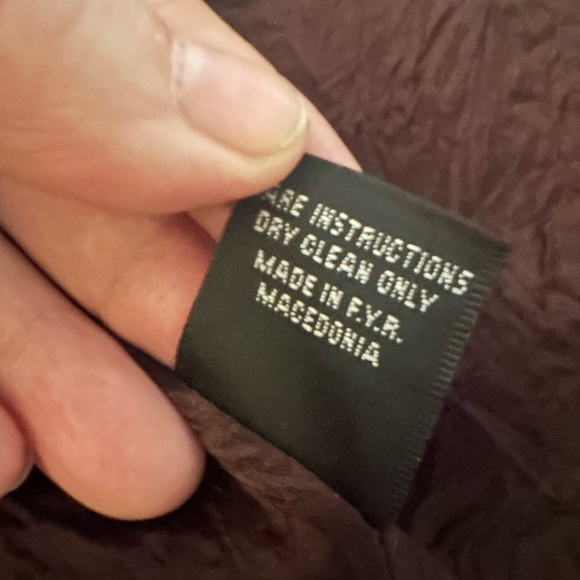 ARE INSTRUCTIONS
DRY CLEAN ONLY
MADE IN F.Y.R.
MACEDONIA